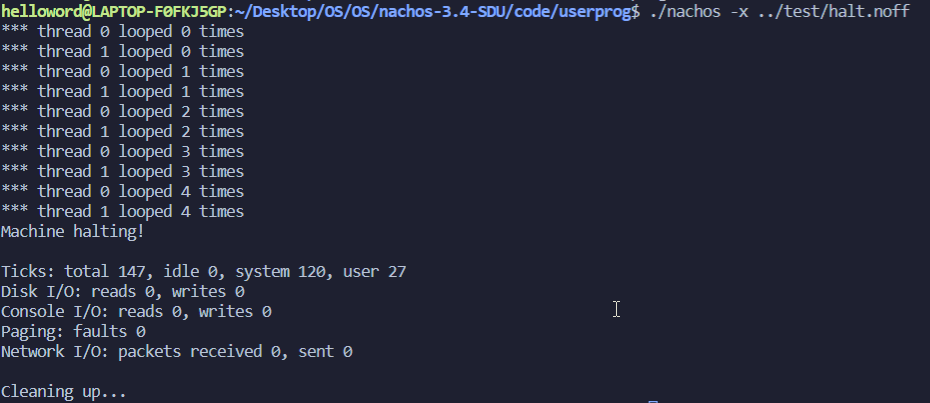 helloword@LAPTOP-F0FKJ5GP:~/Desktop/OS/OS/nachos-3.4-SDU/code/userprog$ ./nachos -x ../test/halt.noff
*** thread 0 looped 0 times
*** thread 1 looped 0 times
*** thread 0 looped 1 times
*** thread 1 looped 1 times
*** thread 0 looped 2 times
*** thread 1 looped 2 times
*** thread 0 looped 3 times
*** thread 1 looped 3 times
*** thread 0 looped 4 times
*** thread 1 looped 4 times
Machine halting!

Ticks: total 147, idle 0, system 120, user 27
Disk I/O: reads 0, writes 0
Console I/O: reads 0, writes 0
Paging: faults 0
Network I/O: packets received 0, sent 0

Cleaning up...